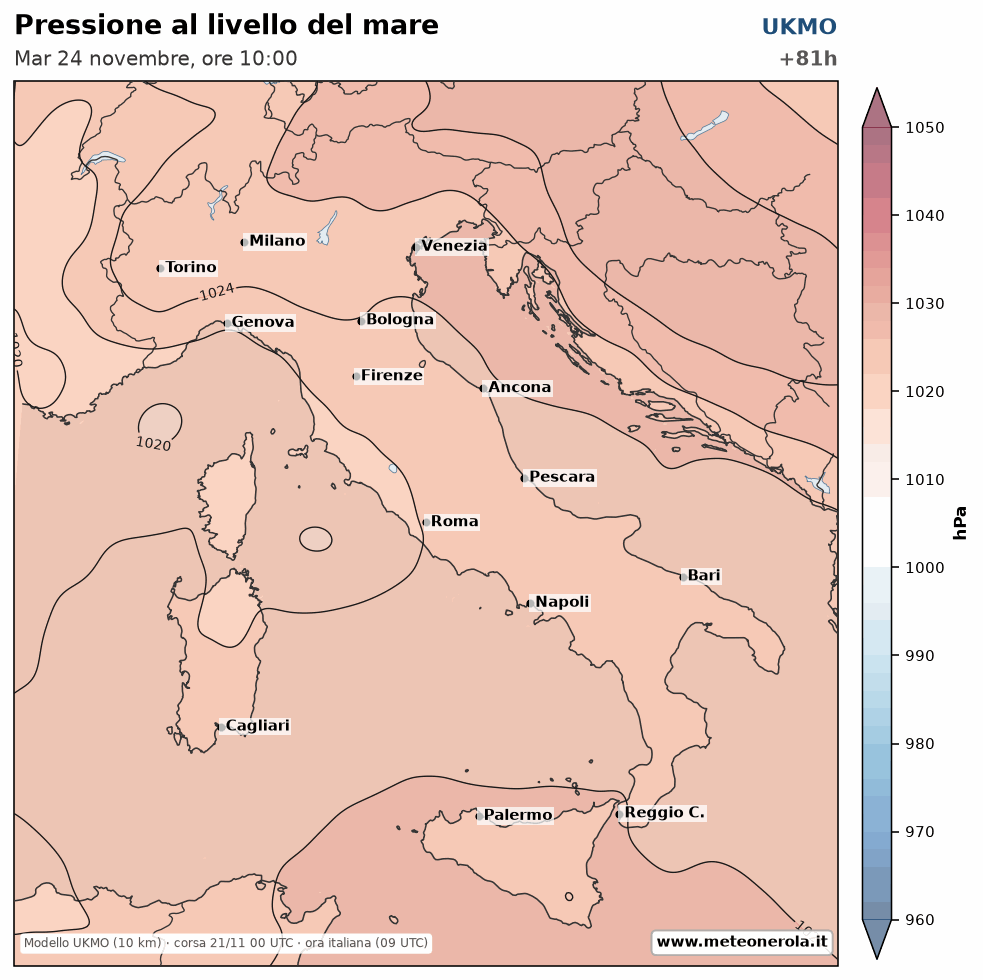 Pressione al livello del mare
UKMO
Mar 24 novembre, ore 10:00
+81h
1050
1040
1030
1020
1010
1000
990
980
970
960
hPa
Milano
Venezia
Torino
1024
Genova
Bologna
Firenze
Ancona
1020
Pescara
Roma
Bari
Napoli
Cagliari
Palermo
Reggio C.
Modello UKMO (10 km) · corsa 21/11 00 UTC · ora italiana (09 UTC)
www.meteonerola.it